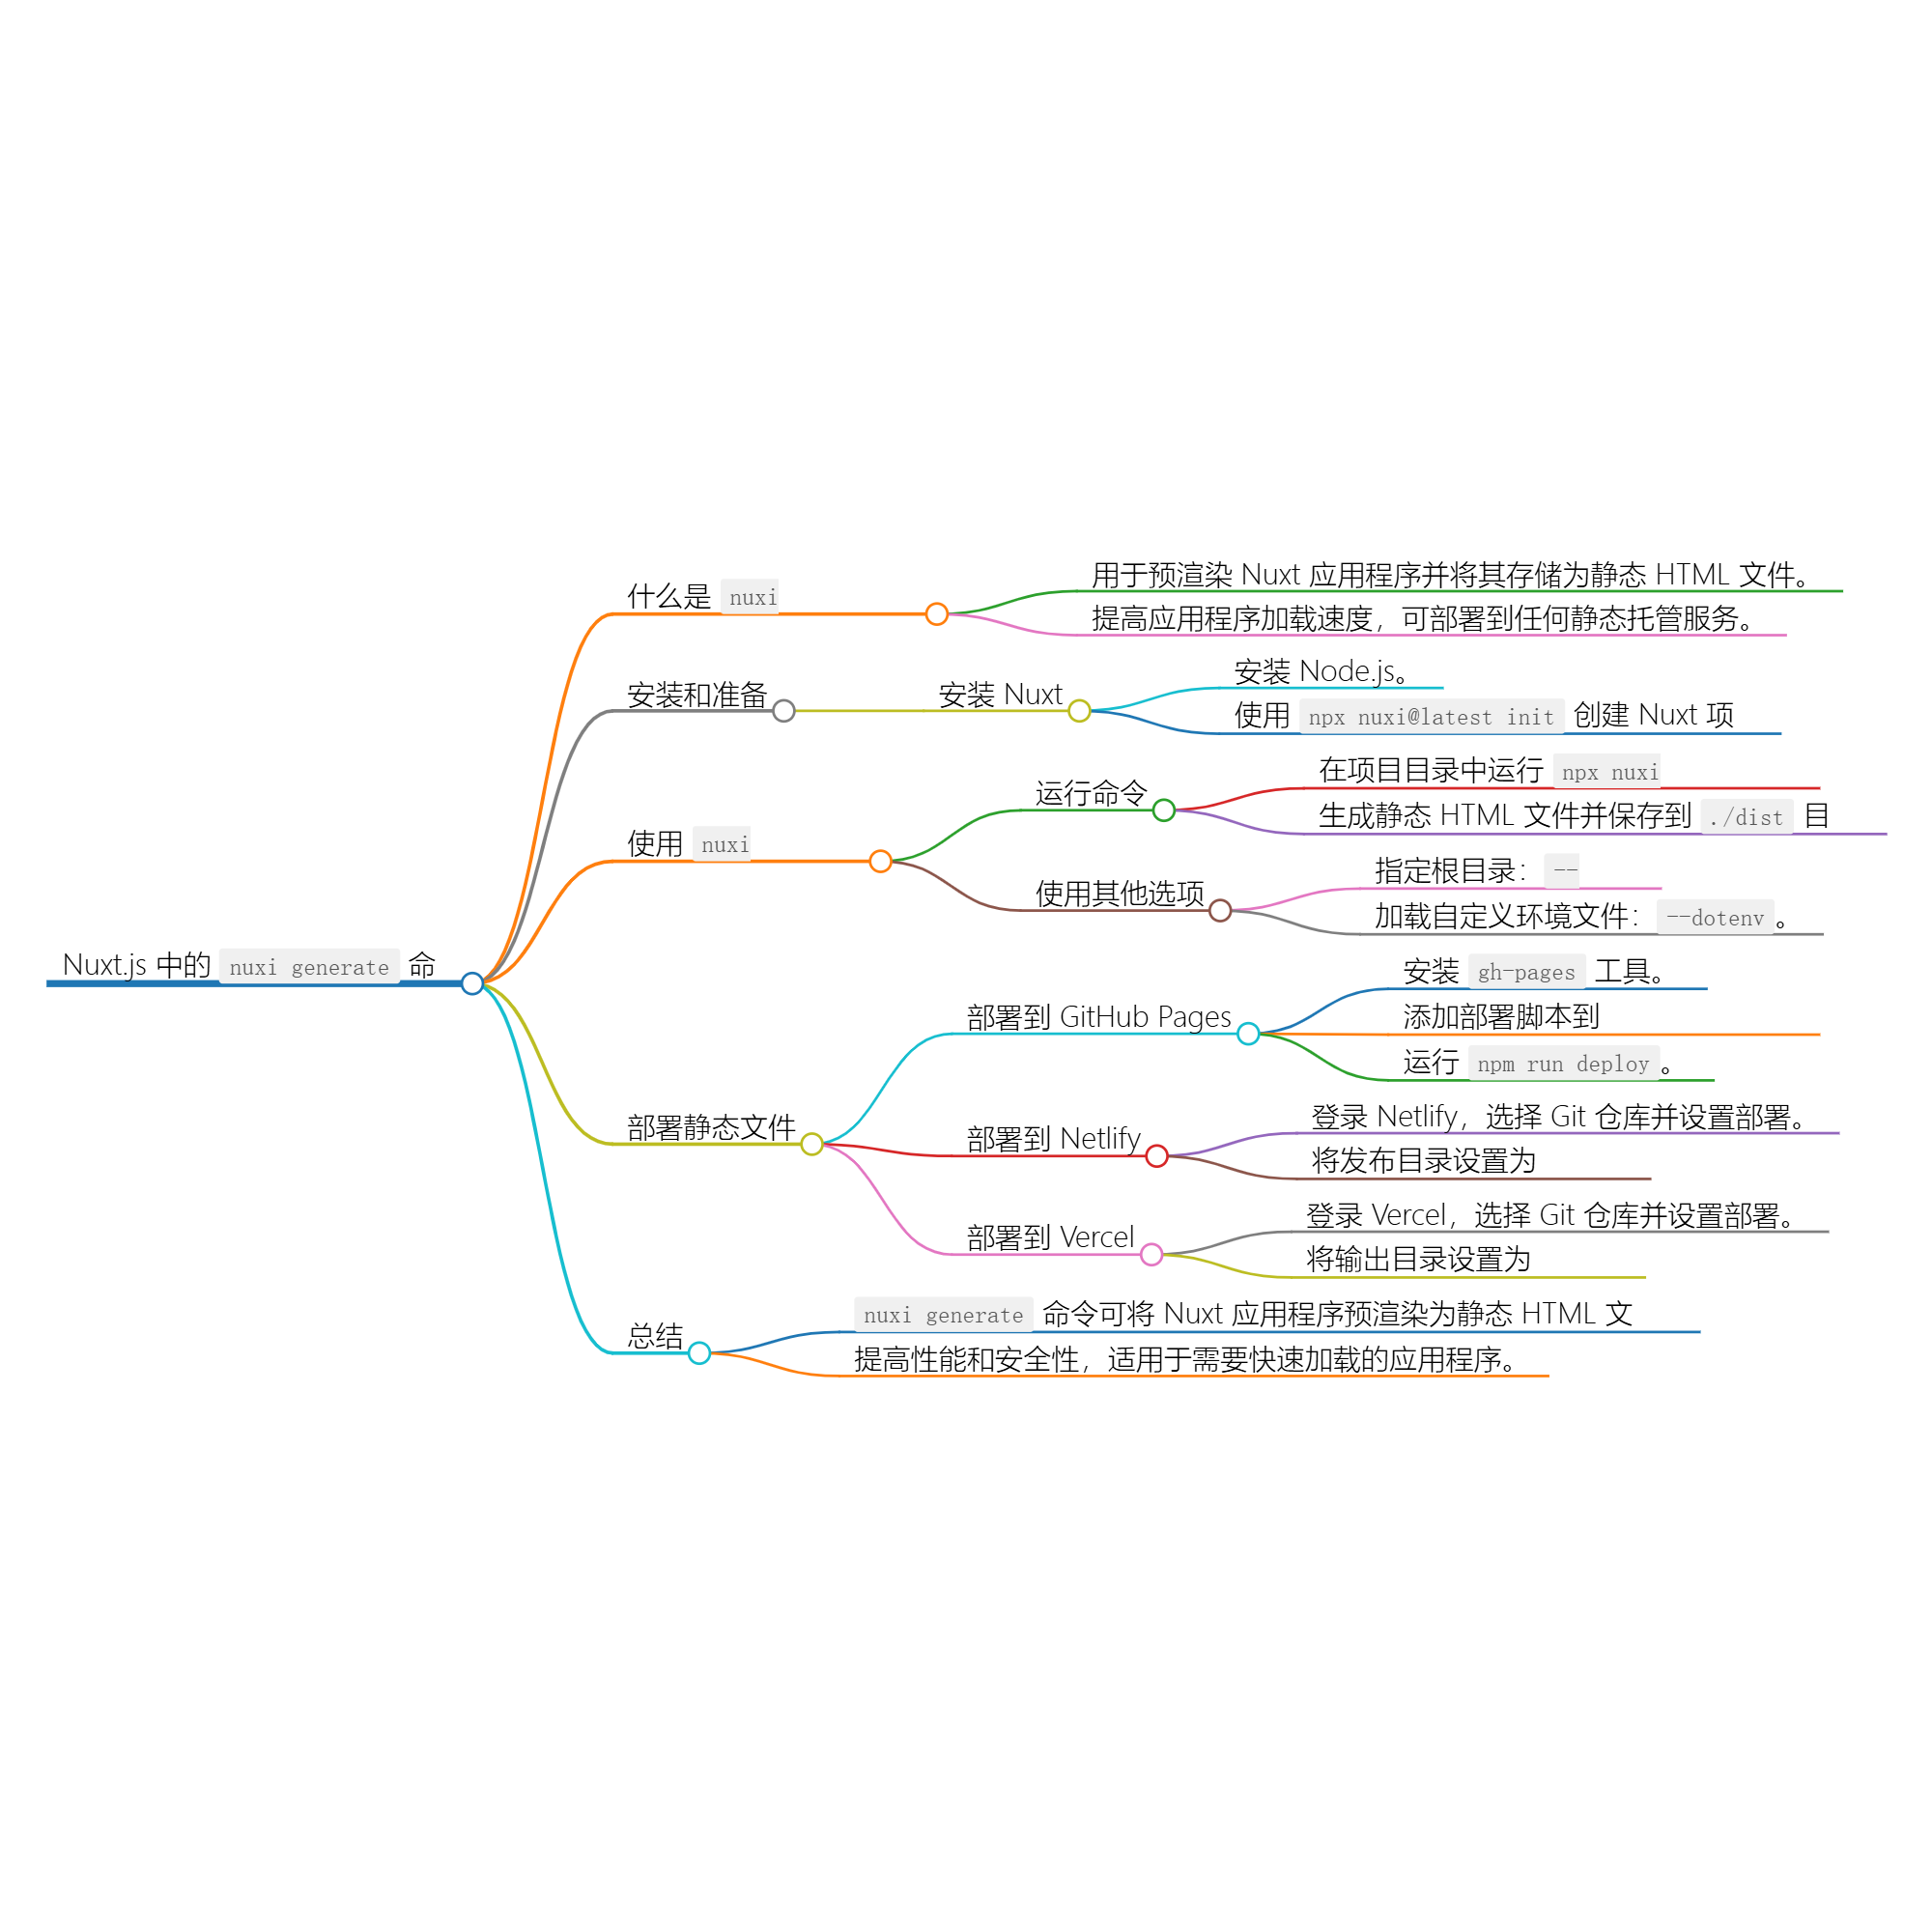 Nuxt.js 中的 nuxi generate 命
什么是 nuxi
用于预渲染 Nuxt 应用程序并将其存储为静态 HTML 文件。
提高应用程序加载速度，可部署到任何静态托管服务。
安装和准备
安装 Nuxt
安装 Node.js。
使用 npx nuxi@latest init 创建 Nuxt 项
使用 nuxi
运行命令
在项目目录中运行 npx nuxi
生成静态 HTML 文件并保存到 ./dist 目
使用其他选项
指定根目录： --
加载自定义环境文件： --dotenv 。
部署静态文件
部署到 GitHub Pages
安装 gh-pages 工具。
添加部署脚本到
运行 npm run deploy 。
部署到 Netlify
登录 Netlify，选择 Git 仓库并设置部署。
将发布目录设置为
部署到 Vercel
登录 Vercel，选择 Git 仓库并设置部署。
将输出目录设置为
总结
nuxi generate 命令可将 Nuxt 应用程序预渲染为静态 HTML 文
提高性能和安全性，适用于需要快速加载的应用程序。